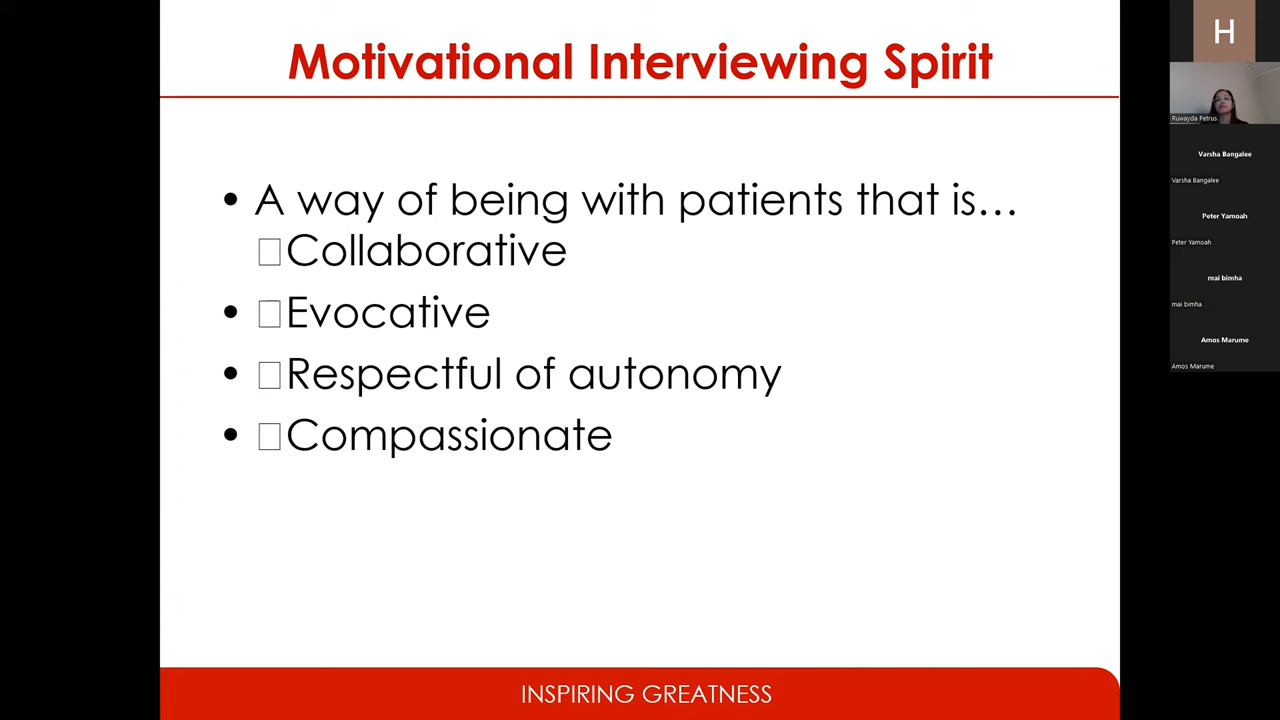 Motivational Interviewing Spirit
• A way of being with patients that is…
□Collaborative
• □Evocative
• □Respectful of autonomy
• □Compassionate
INSPIRING GREATNESS
H
Ruwayda Petrus
Varsha Bangalee
Varsha Bangalee
Peter Yamoah
Peter Yamoah
mai bimha
mai bimha
Amos Marume
Amos Marume